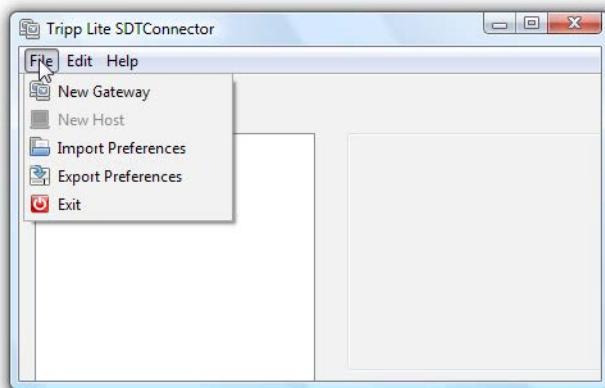 Tripp Lite SDTConnector
File Edit Help
New Gateway
New Host
Import Preferences
Export Preferences
Exit